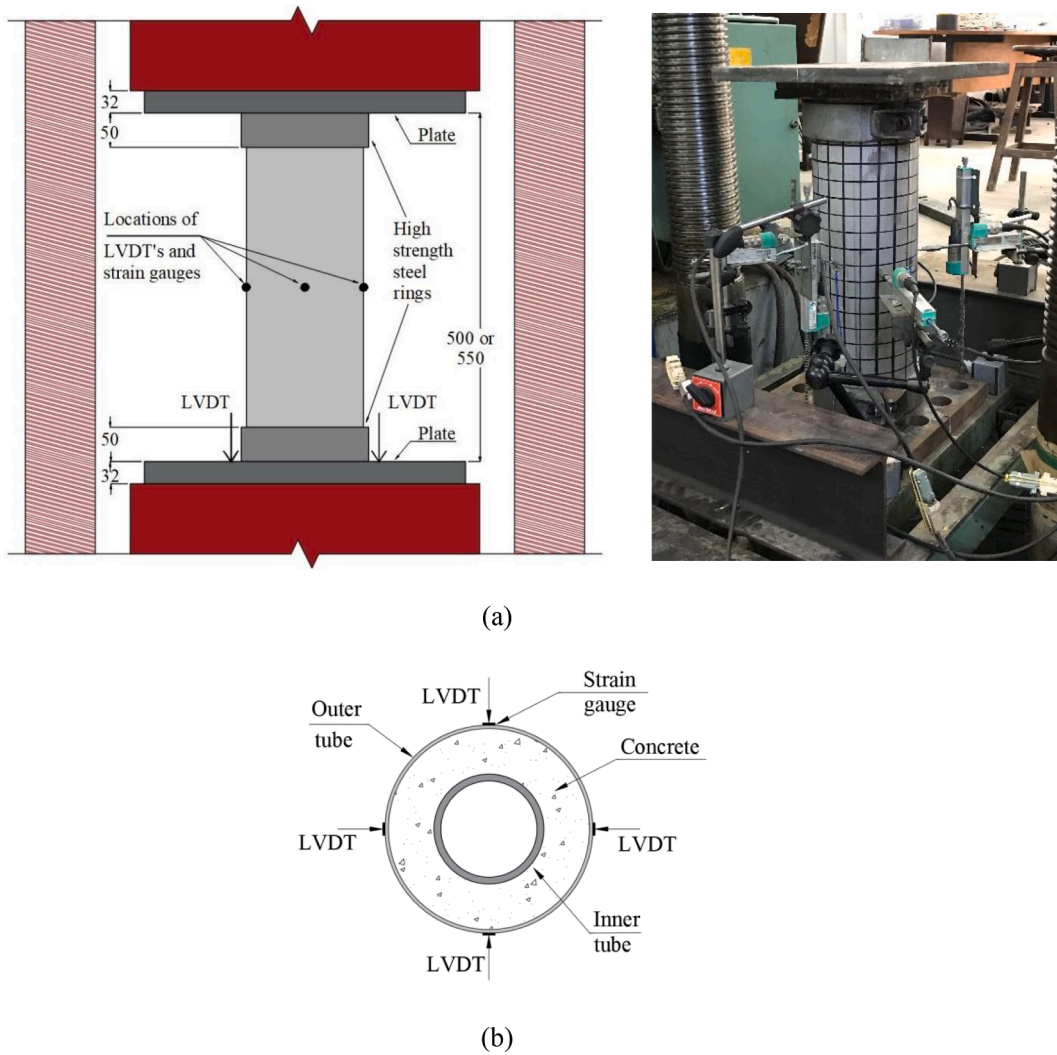 32
50
Plate
Locations of
LVDT's and
strain gauges
High
strength
steel
rings
500 or
550
LVDT
LVDT
50
Plate
32
(a)
LVDT
Strain
gauge
Outer
tube
Concrete
LVDT
LVDT
Inner
tube
LVDT
(b)